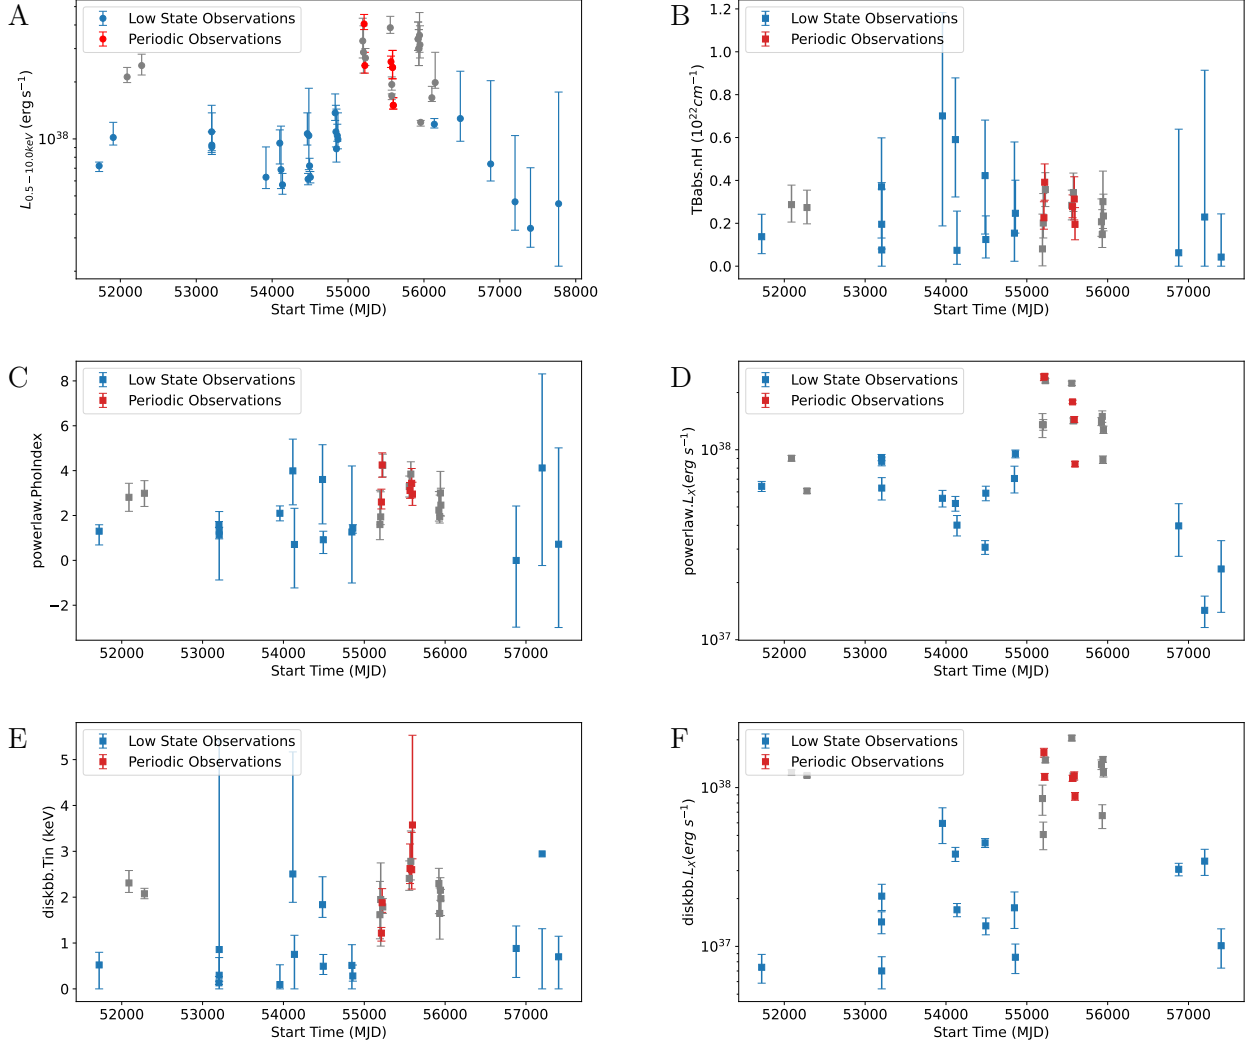 A
Low State Observations
Periodic Observations
10^38
L_0.5−10.0keV (erg s^−1)
52000 53000 54000 55000 56000 57000 58000
Start Time (MJD)
B
Low State Observations
Periodic Observations
1.2
1.0
0.8
0.6
0.4
0.2
0.0
TBabs.nH (10^22 cm^−1)
52000 53000 54000 55000 56000 57000
Start Time (MJD)
C
Low State Observations
Periodic Observations
8
6
4
2
0
−2
powerlaw.PhoIndex
52000 53000 54000 55000 56000 57000
Start Time (MJD)
D
Low State Observations
Periodic Observations
10^38
10^37
powerlaw.L_X(erg s^−1)
52000 53000 54000 55000 56000 57000
Start Time (MJD)
E
Low State Observations
Periodic Observations
5
4
3
2
1
0
diskbb.Tin (keV)
52000 53000 54000 55000 56000 57000
Start Time (MJD)
F
Low State Observations
Periodic Observations
10^38
10^37
diskbb.L_X(erg s^−1)
52000 53000 54000 55000 56000 57000
Start Time (MJD)